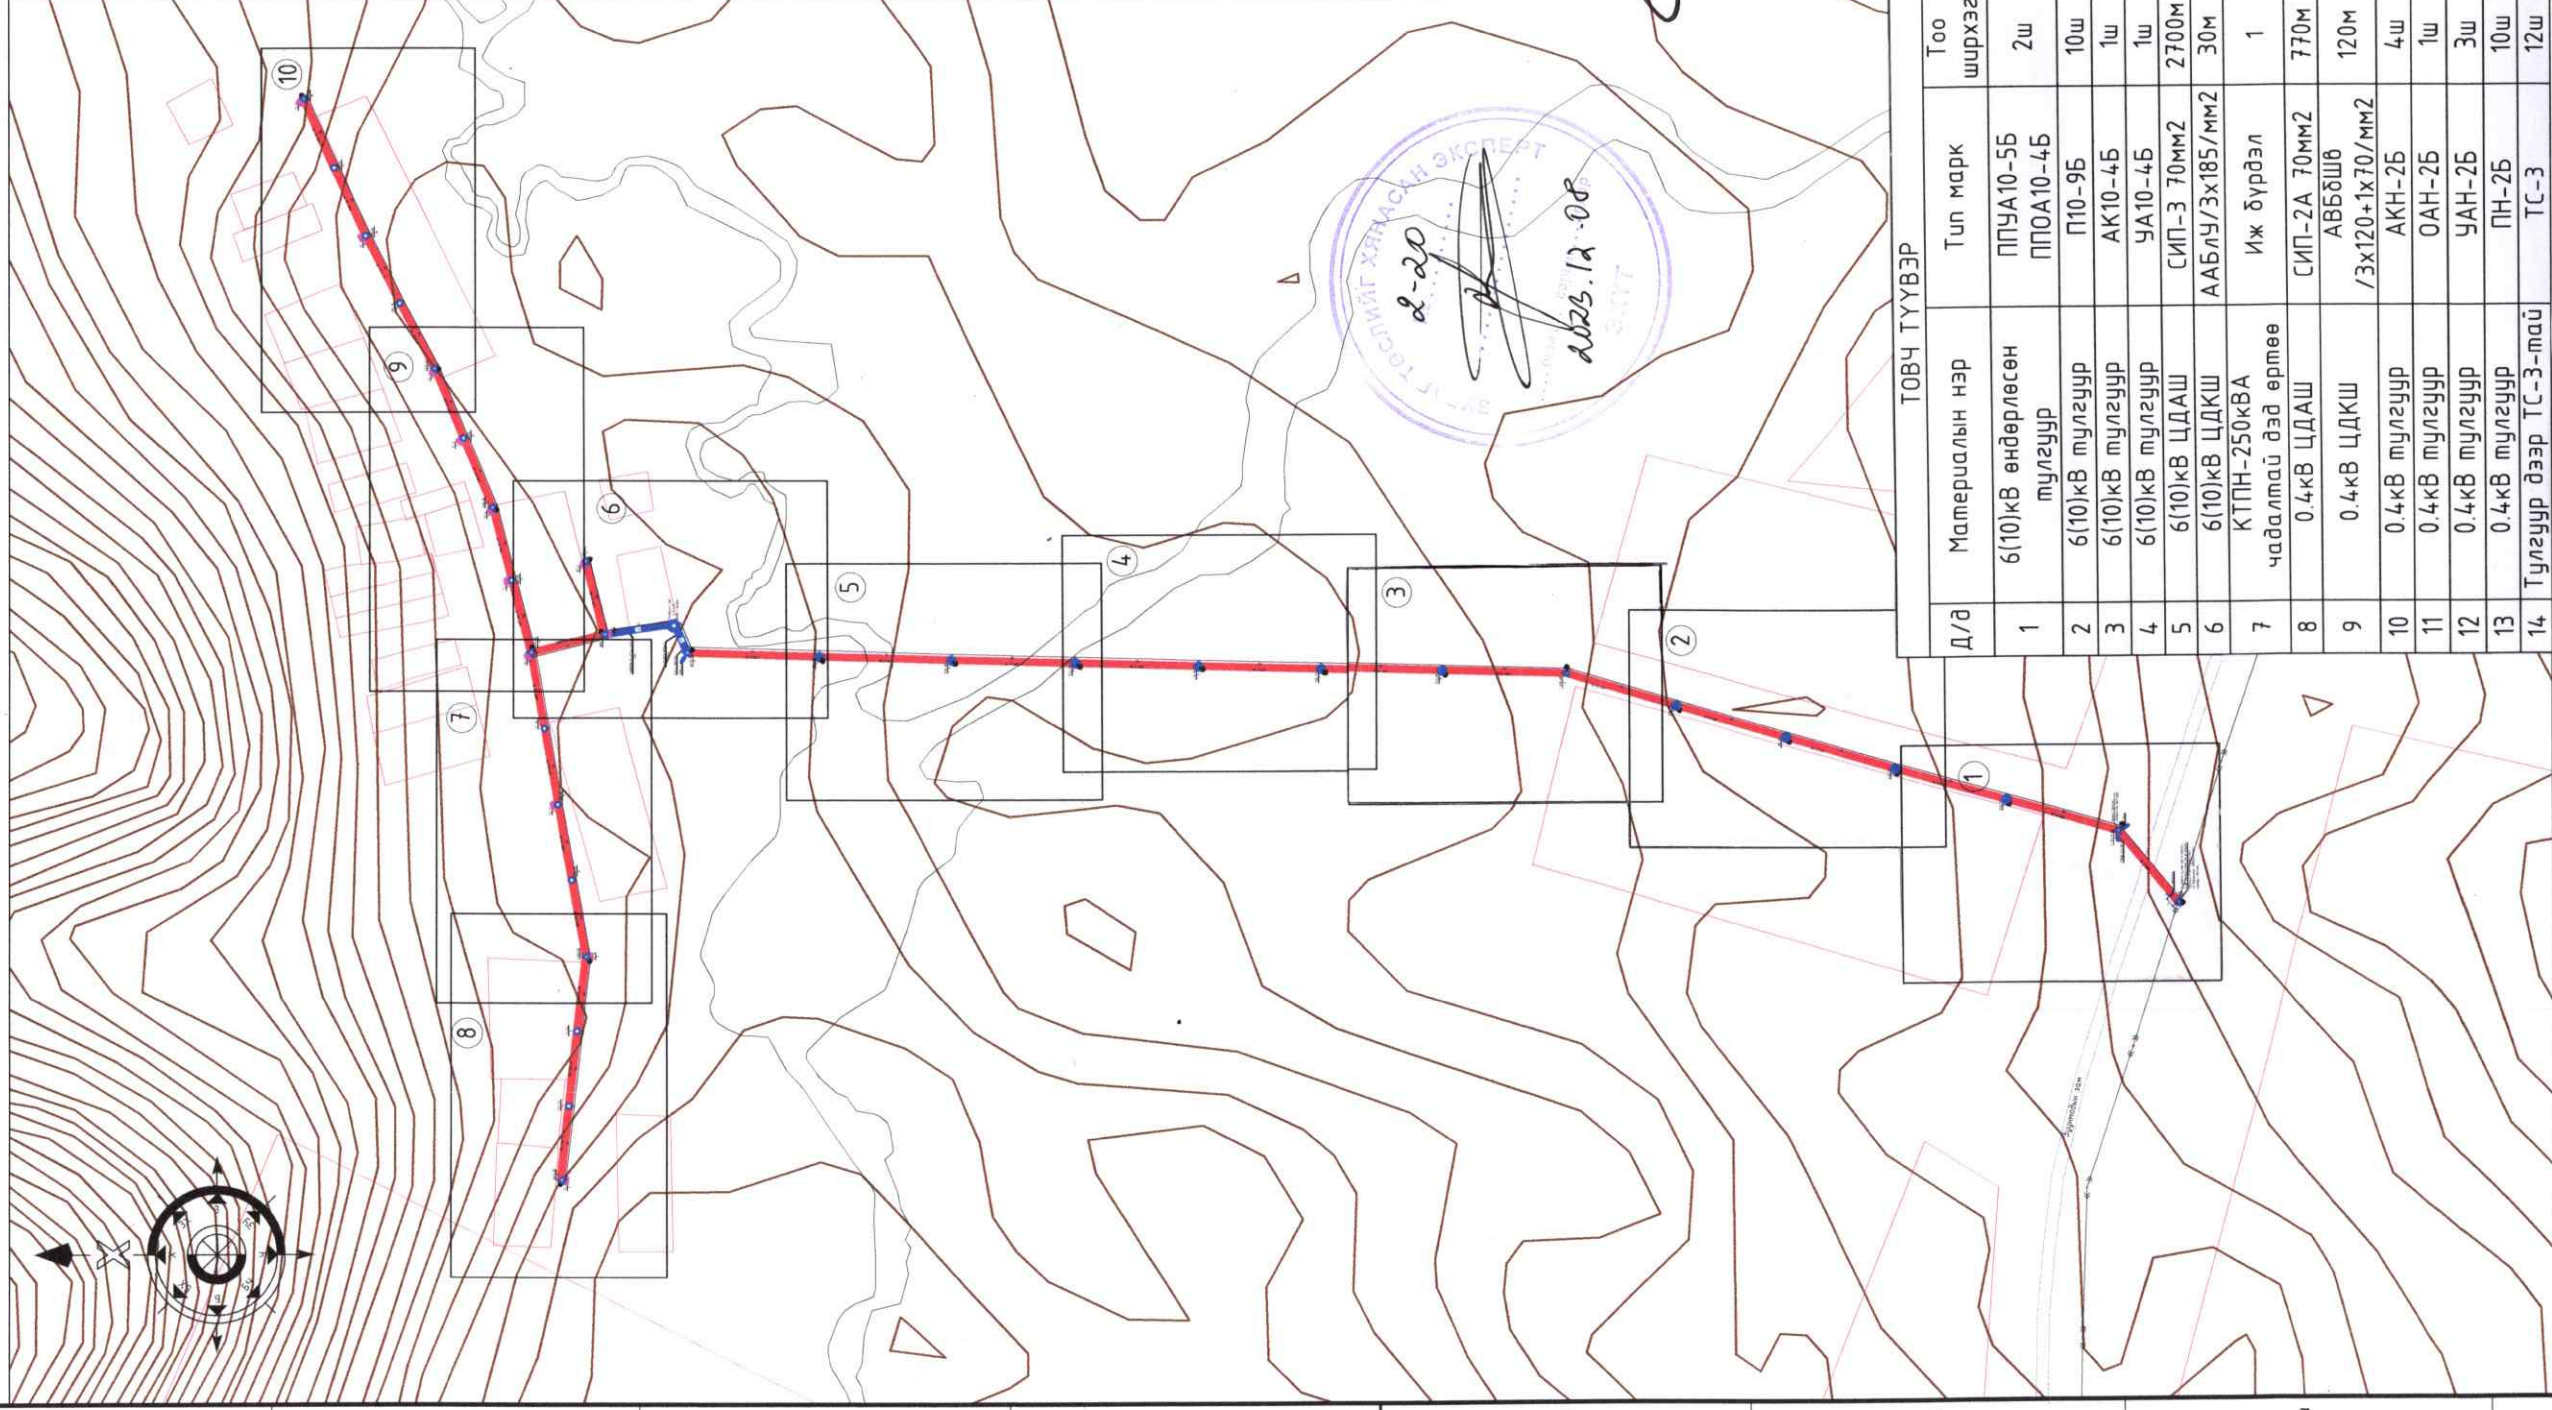 ТОВЧ ТҮҮВЭР
Д/д Материалын нэр Тип марк Тоо ширхэг
1 6(10)кВ өндөрлөсөн тулгуур ППУА10-5Б ППОА10-4Б 2ш
2 6(10)кВ тулгуур П10-9Б 10ш
3 6(10)кВ тулгуур АК10-4Б 1ш
4 6(10)кВ тулгуур УА10-4Б 1ш
5 6(10)кВ ЦДАШ СИП-3 70мм2 2700м
6 6(10)кВ ЦДКШ ААБлУ/3х185/мм2 30м
7 КТПН-250кВА чадалтай дэд өртөө Иж бүрдэл 1
8 0.4кВ ЦДАШ СИП-2А 70мм2 770м
9 0.4кВ ЦДКШ АВБбШв /3х120+1х70/мм2 120м
10 0.4кВ тулгуур АКН-2Б 4ш
11 0.4кВ тулгуур ОАН-2Б 1ш
12 0.4кВ тулгуур УАН-2Б 3ш
13 0.4кВ тулгуур ПН-2Б 10ш
14 Тулгуур дээр ТС-3-тай ТС-3 12ш
ТӨСЛИЙГ ХЯНАСАН ЭКСПЕРТ
2-20
2023.12.08
Х
10
9
6
7
8
5
4
3
2
1